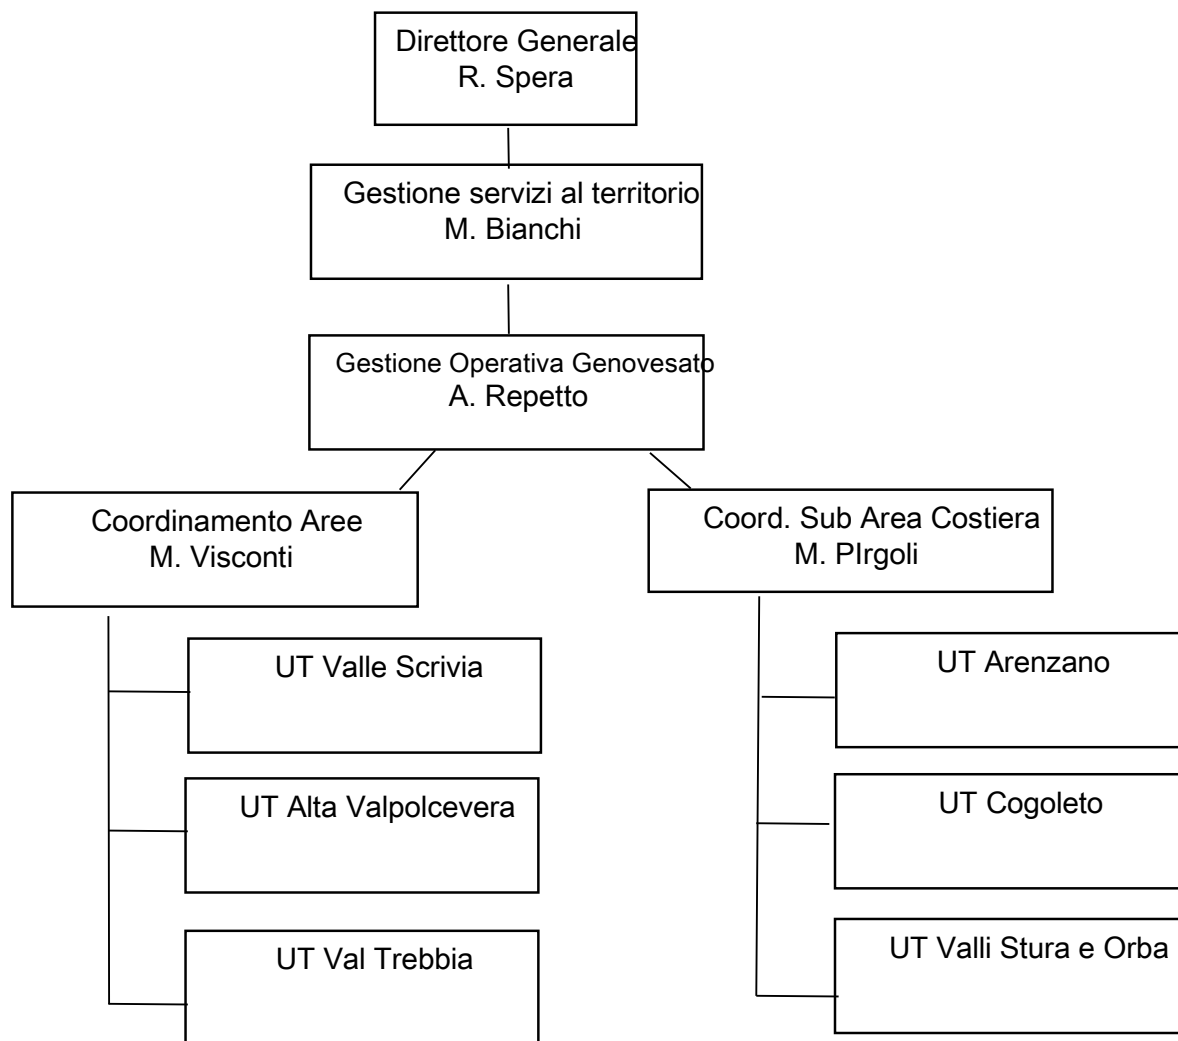 Direttore Generale
R. Spera
Gestione servizi al territorio
M. Bianchi
Gestione Operativa Genovesato
A. Repetto
Coordinamento Aree
M. Visconti
Coord. Sub Area Costiera
M. PIrgoli
UT Valle Scrivia
UT Alta Valpolcevera
UT Val Trebbia
UT Arenzano
UT Cogoleto
UT Valli Stura e Orba